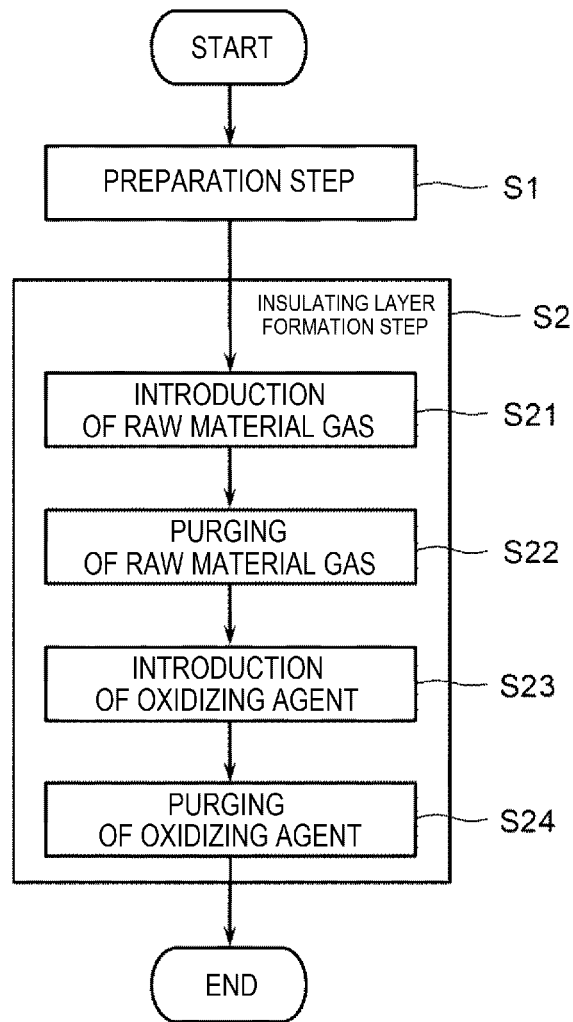 START
PREPARATION STEP
S1
INSULATING LAYER
FORMATION STEP
S2
INTRODUCTION
OF RAW MATERIAL GAS
S21
PURGING
OF RAW MATERIAL GAS
S22
INTRODUCTION
OF OXIDIZING AGENT
S23
PURGING
OF OXIDIZING AGENT
S24
END